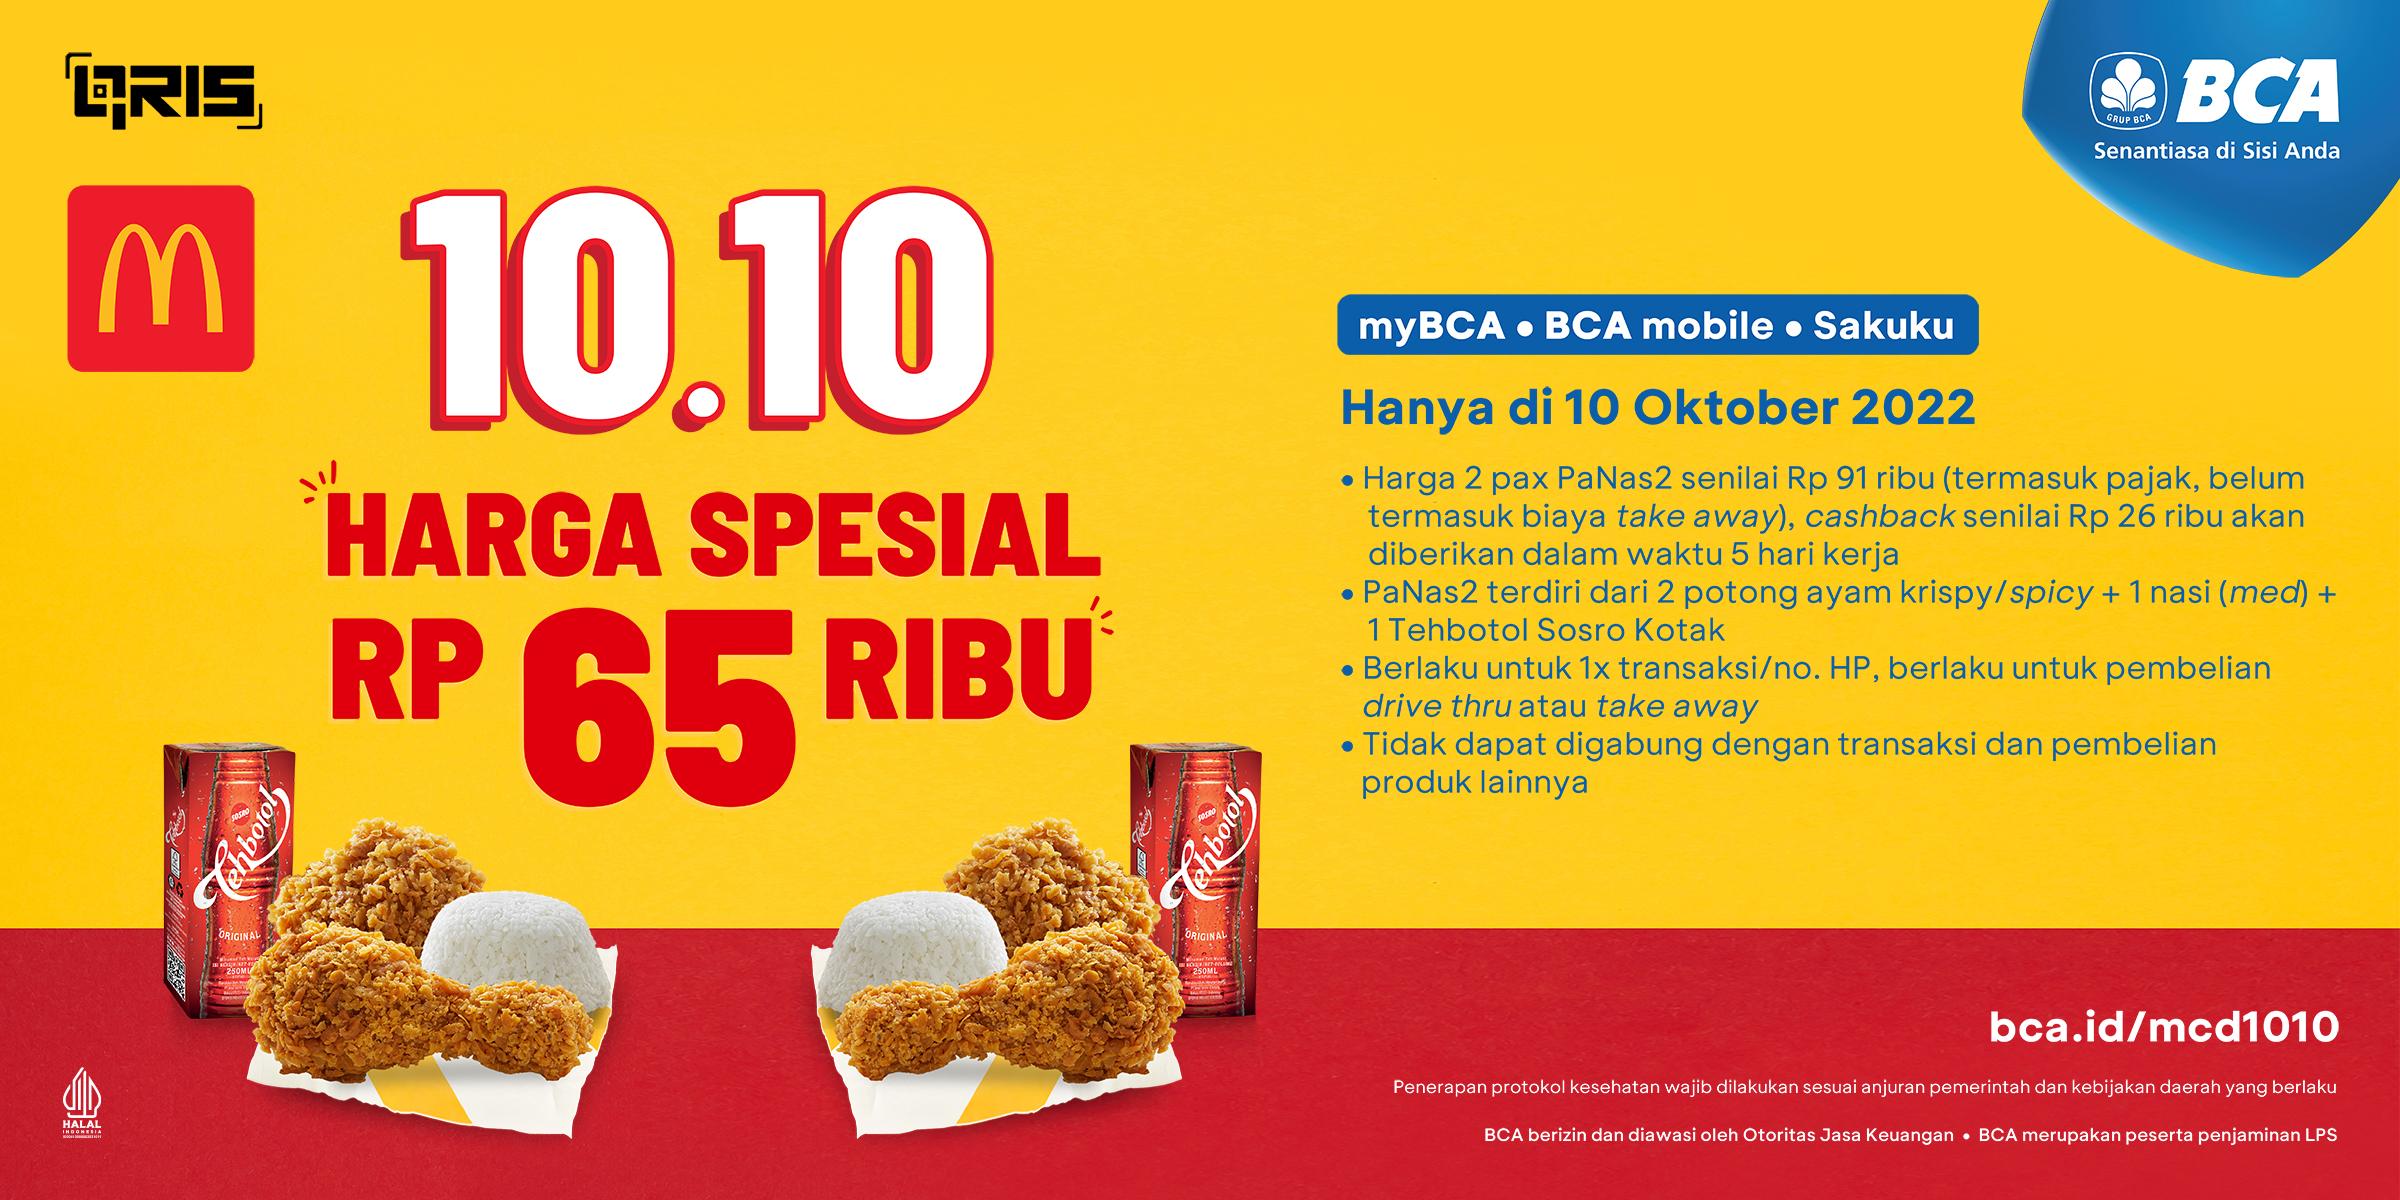 QRIS
BCA
GRUP BCA
Senantiasa di Sisi Anda
10.10
HARGA SPESIAL
RP 65 RIBU
myBCA • BCA mobile • Sakuku
Hanya di 10 Oktober 2022
• Harga 2 pax PaNas2 senilai Rp 91 ribu (termasuk pajak, belum
termasuk biaya take away), cashback senilai Rp 26 ribu akan
diberikan dalam waktu 5 hari kerja
• PaNas2 terdiri dari 2 potong ayam krispy/spicy + 1 nasi (med) +
1 Tehbotol Sosro Kotak
• Berlaku untuk 1x transaksi/no. HP, berlaku untuk pembelian
drive thru atau take away
• Tidak dapat digabung dengan transaksi dan pembelian
produk lainnya
SOSRO
Tehbotol
ORIGINAL
250ML
SOSRO
Tehbotol
ORIGINAL
250ML
bca.id/mcd1010
Penerapan protokol kesehatan wajib dilakukan sesuai anjuran pemerintah dan kebijakan daerah yang berlaku
BCA berizin dan diawasi oleh Otoritas Jasa Keuangan • BCA merupakan peserta penjaminan LPS
HALAL
INDONESIA